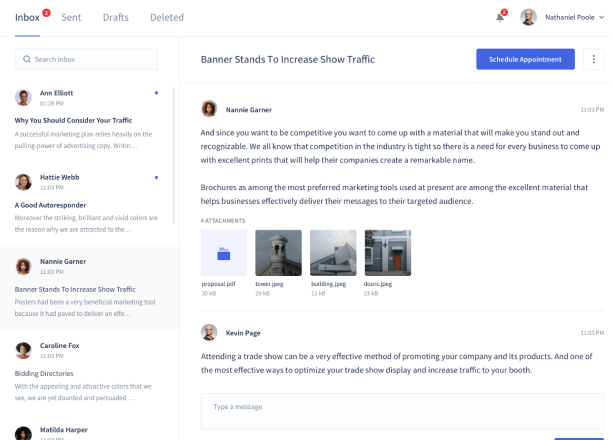 Inbox 2 Sent Drafts Deleted
3 Nathaniel Poole
Search inbox
Ann Elliott
01:28 PM
Why You Should Consider Your Traffic
A successful marketing plan relies heavily on the
pulling-power of advertising copy. Writin...
Hattie Webb
11:03 PM
A Good Autoresponder
Moreover the striking, brilliant and vivid colors are
the reason why we are attracted to the...
Nannie Garner
11:03 PM
Banner Stands To Increase Show Traffic
Posters had been a very beneficial marketing tool
because it had paved to deliver an effe...
Caroline Fox
11:03 PM
Bidding Directories
With the appealing and attractive colors that we
see, we are yet daunted and persuaded ...
Matilda Harper
11:03 PM
Banner Stands To Increase Show Traffic
Schedule Appointment
Nannie Garner
11:03 PM
And since you want to be competitive you want to come up with a material that will make you stand out and
recognizable. We all know that competition in the industry is tight so there is a need for every business to come up
with excellent prints that will help their companies create a remarkable name.
Brochures as among the most preferred marketing tools used at present are among the excellent material that
helps businesses effectively deliver their messages to their targeted audience.
4 ATTACHMENTS
proposal.pdf tower.jpeg building.jpeg doors.jpeg
30 kB 29 kB 12 kB 23 kB
Kevin Page
11:03 PM
Attending a trade show can be a very effective method of promoting your company and its products. And one of
the most effective ways to optimize your trade show display and increase traffic to your booth.
Type a message